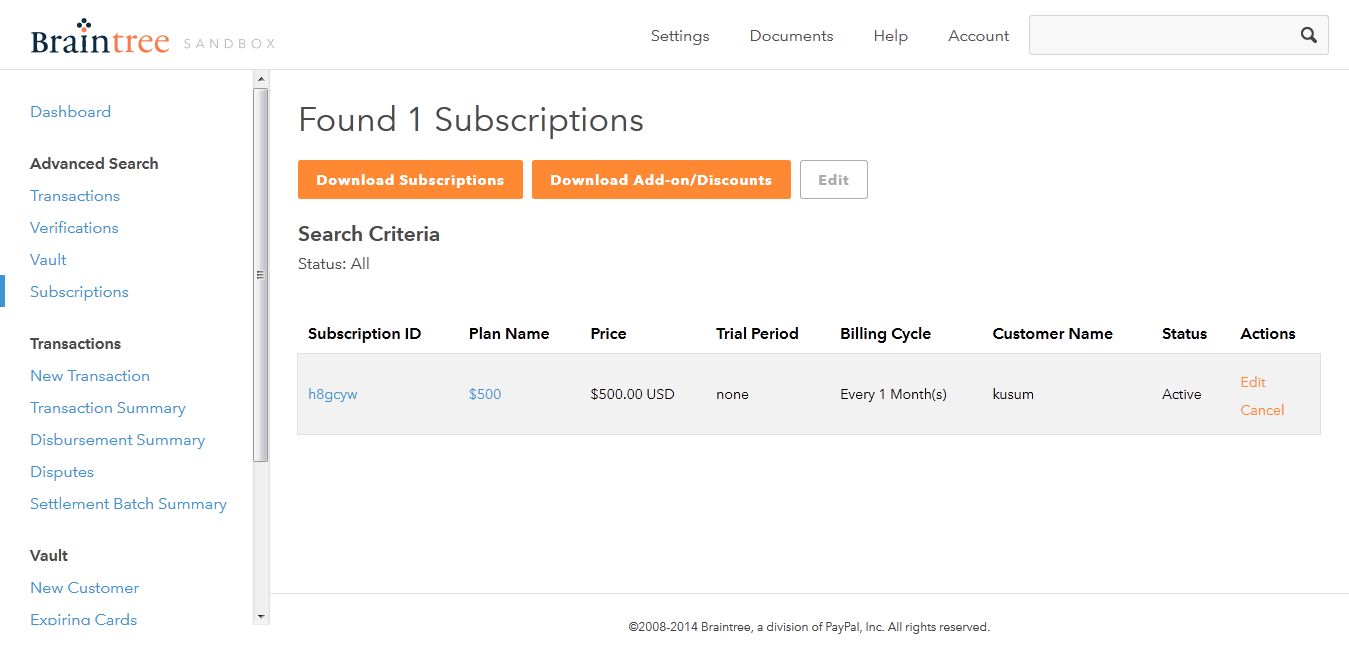 Braintree SANDBOX
Settings Documents Help Account
Dashboard
Advanced Search
Transactions
Verifications
Vault
Subscriptions
Transactions
New Transaction
Transaction Summary
Disbursement Summary
Disputes
Settlement Batch Summary
Vault
New Customer
Expiring Cards
Found 1 Subscriptions
Download Subscriptions Download Add-on/Discounts Edit
Search Criteria
Status: All
Subscription ID Plan Name Price Trial Period Billing Cycle Customer Name Status Actions
h8gcyw $500 $500.00 USD none Every 1 Month(s) kusum Active Edit
Cancel
©2008-2014 Braintree, a division of PayPal, Inc. All rights reserved.